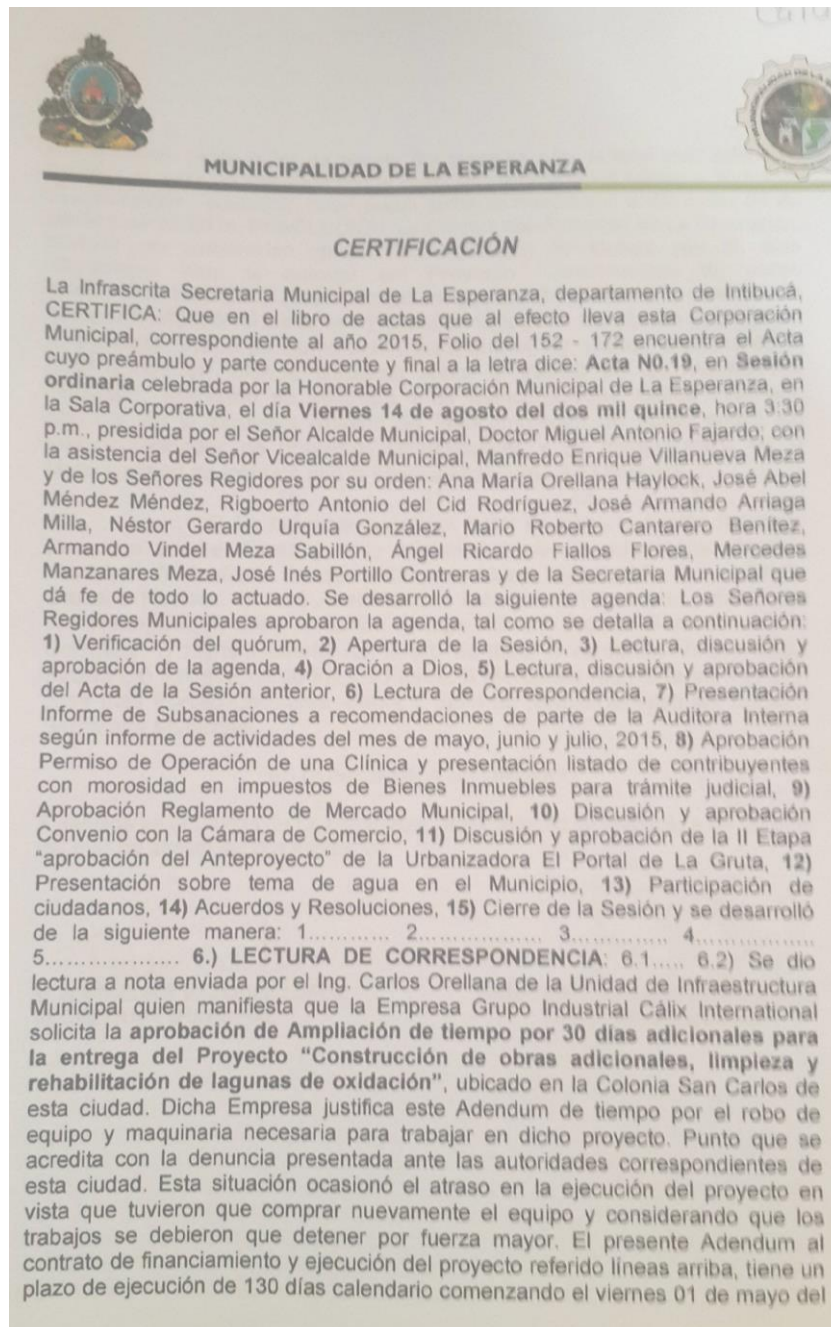 MUNICIPALIDAD DE LA ESPERANZA
CERTIFICACIÓN
La Infrascrita Secretaria Municipal de La Esperanza, departamento de Intibucá,
CERTIFICA: Que en el libro de actas que al efecto lleva esta Corporación
Municipal, correspondiente al año 2015, Folio del 152 - 172 encuentra el Acta
cuyo preámbulo y parte conducente y final a la letra dice: Acta N0.19, en Sesión
ordinaria celebrada por la Honorable Corporación Municipal de La Esperanza, en
la Sala Corporativa, el día Viernes 14 de agosto del dos mil quince, hora 3:30
p.m., presidida por el Señor Alcalde Municipal, Doctor Miguel Antonio Fajardo; con
la asistencia del Señor Vicealcalde Municipal, Manfredo Enrique Villanueva Meza
y de los Señores Regidores por su orden: Ana María Orellana Haylock, José Abel
Méndez Méndez, Rigboerto Antonio del Cid Rodríguez, José Armando Arriaga
Milla, Néstor Gerardo Urquía González, Mario Roberto Cantarero Benítez,
Armando Vindel Meza Sabillón, Ángel Ricardo Fiallos Flores, Mercedes
Manzanares Meza, José Inés Portillo Contreras y de la Secretaria Municipal que
dá fe de todo lo actuado. Se desarrolló la siguiente agenda: Los Señores
Regidores Municipales aprobaron la agenda, tal como se detalla a continuación:
1) Verificación del quórum, 2) Apertura de la Sesión, 3) Lectura, discusión y
aprobación de la agenda, 4) Oración a Dios, 5) Lectura, discusión y aprobación
del Acta de la Sesión anterior, 6) Lectura de Correspondencia, 7) Presentación
Informe de Subsanaciones a recomendaciones de parte de la Auditora Interna
según informe de actividades del mes de mayo, junio y julio, 2015, 8) Aprobación
Permiso de Operación de una Clínica y presentación listado de contribuyentes
con morosidad en impuestos de Bienes Inmuebles para trámite judicial, 9)
Aprobación Reglamento de Mercado Municipal, 10) Discusión y aprobación
Convenio con la Cámara de Comercio, 11) Discusión y aprobación de la II Etapa
“aprobación del Anteproyecto” de la Urbanizadora El Portal de La Gruta, 12)
Presentación sobre tema de agua en el Municipio, 13) Participación de
ciudadanos, 14) Acuerdos y Resoluciones, 15) Cierre de la Sesión y se desarrolló
de la siguiente manera: 1........... 2.................. 3.............. 4.................
5.................. 6.) LECTURA DE CORRESPONDENCIA: 6.1..... 6.2) Se dio
lectura a nota enviada por el Ing. Carlos Orellana de la Unidad de Infraestructura
Municipal quien manifiesta que la Empresa Grupo Industrial Cálix International
solicita la aprobación de Ampliación de tiempo por 30 días adicionales para
la entrega del Proyecto “Construcción de obras adicionales, limpieza y
rehabilitación de lagunas de oxidación”, ubicado en la Colonia San Carlos de
esta ciudad. Dicha Empresa justifica este Adendum de tiempo por el robo de
equipo y maquinaria necesaria para trabajar en dicho proyecto. Punto que se
acredita con la denuncia presentada ante las autoridades correspondientes de
esta ciudad. Esta situación ocasionó el atraso en la ejecución del proyecto en
vista que tuvieron que comprar nuevamente el equipo y considerando que los
trabajos se debieron que detener por fuerza mayor. El presente Adendum al
contrato de financiamiento y ejecución del proyecto referido líneas arriba, tiene un
plazo de ejecución de 130 días calendario comenzando el viernes 01 de mayo del